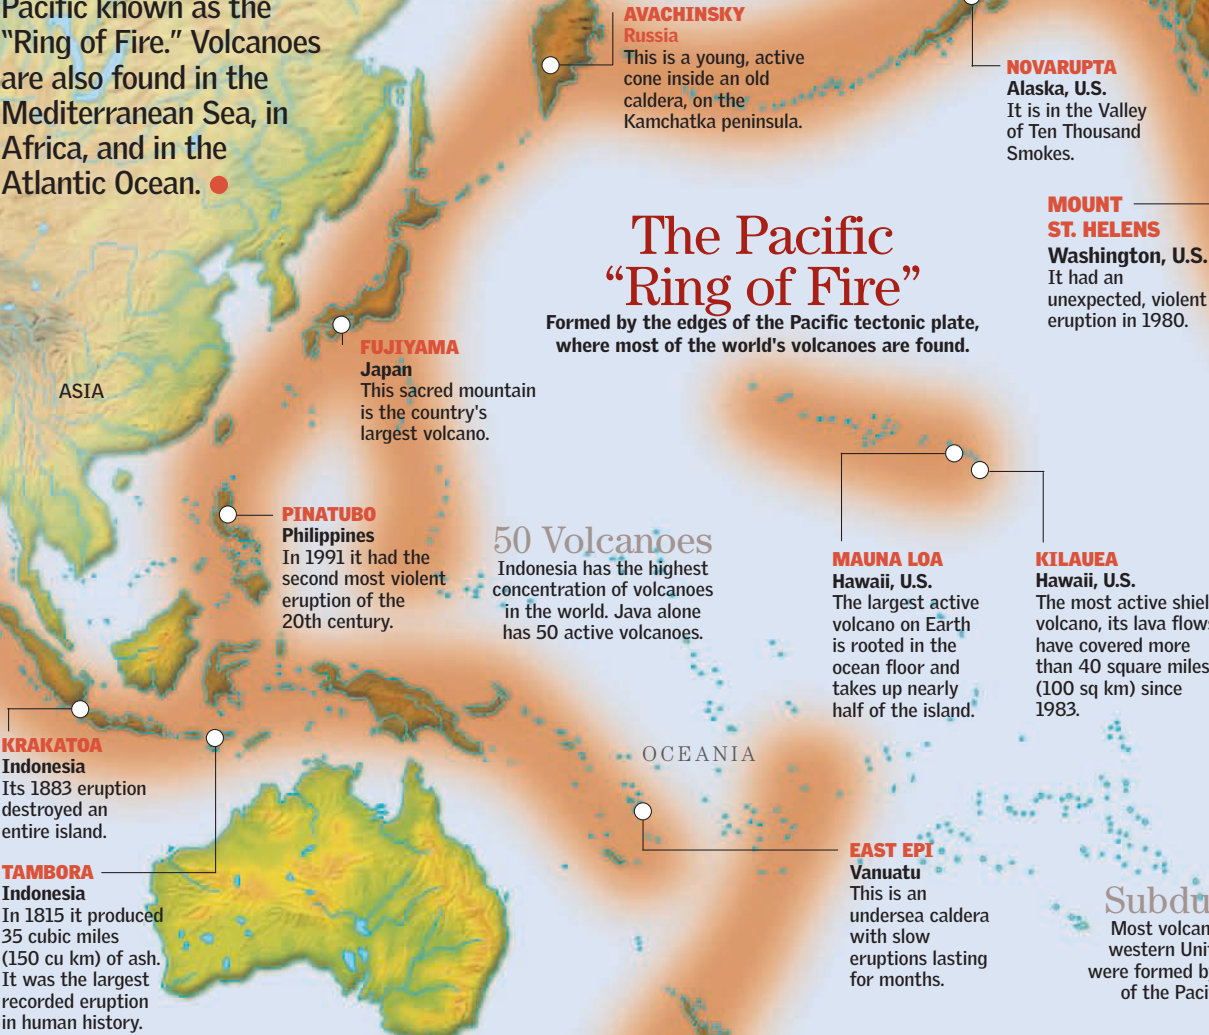 Pacific known as the
"Ring of Fire." Volcanoes
are also found in the
Mediterranean Sea, in
Africa, and in the
Atlantic Ocean.
AVACHINSKY
Russia
This is a young, active
cone inside an old
caldera, on the
Kamchatka peninsula.
NOVARUPTA
Alaska, U.S.
It is in the Valley
of Ten Thousand
Smokes.
MOUNT
ST. HELENS
Washington, U.S.
It had an
unexpected, violent
eruption in 1980.
The Pacific
"Ring of Fire"
Formed by the edges of the Pacific tectonic plate,
where most of the world's volcanoes are found.
ASIA
FUJIYAMA
Japan
This sacred mountain
is the country's
largest volcano.
PINATUBO
Philippines
In 1991 it had the
second most violent
eruption of the
20th century.
50 Volcanoes
Indonesia has the highest
concentration of volcanoes
in the world. Java alone
has 50 active volcanoes.
MAUNA LOA
Hawaii, U.S.
The largest active
volcano on Earth
is rooted in the
ocean floor and
takes up nearly
half of the island.
KILAUEA
Hawaii, U.S.
The most active shiel
volcano, its lava flows
have covered more
than 40 square miles
(100 sq km) since
1983.
KRAKATOA
Indonesia
Its 1883 eruption
destroyed an
entire island.
TAMBORA
Indonesia
In 1815 it produced
35 cubic miles
(150 cu km) of ash.
It was the largest
recorded eruption
in human history.
OCEANIA
EAST EPI
Vanuatu
This is an
undersea caldera
with slow
eruptions lasting
for months.
Subdu
Most volcan
western Uni
were formed b
of the Paci